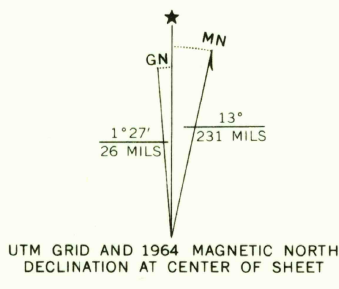 MN
GN
13°
231 MILS
1°27′
26 MILS
UTM GRID AND 1964 MAGNETIC NORTH
DECLINATION AT CENTER OF SHEET